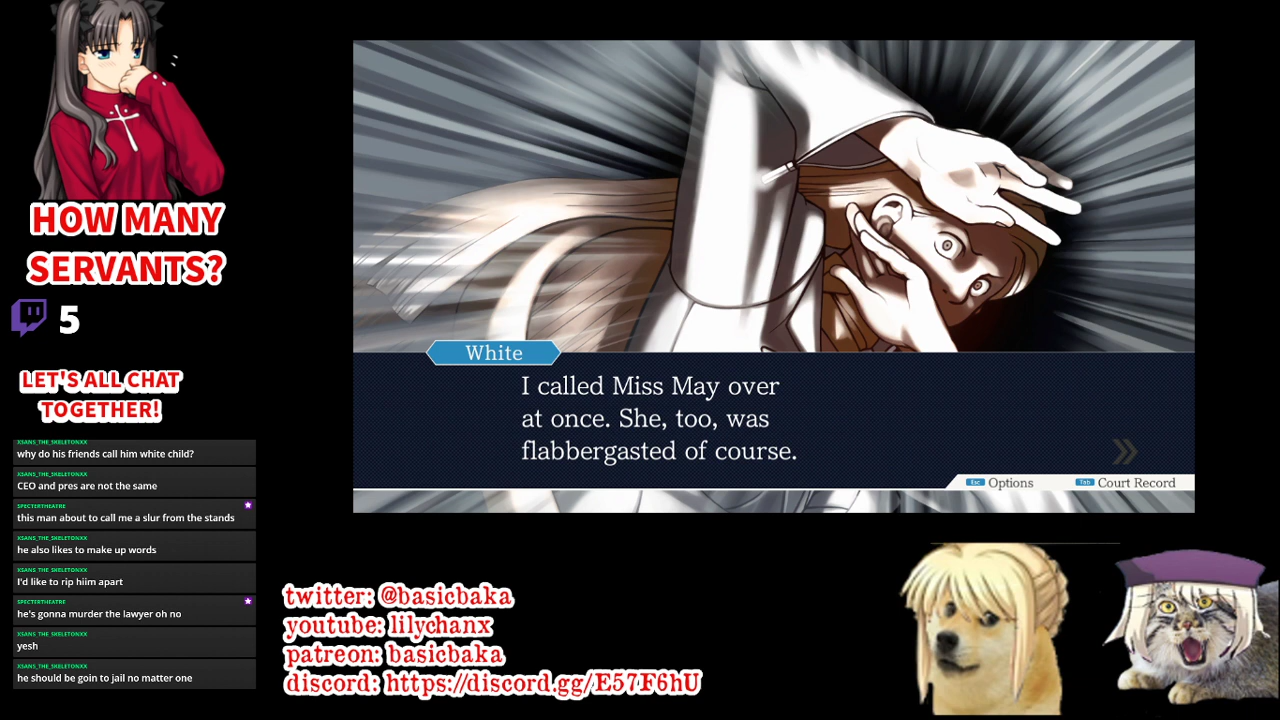 HOW MANY
SERVANTS?
5
LET'S ALL CHAT
TOGETHER!
XSANS_THE_SKELETONXX
why do his friends call him white child?
XSANS_THE_SKELETONXX
CEO and pres are not the same
SPECTERTHEATRE
this man about to call me a slur from the stands
XSANS_THE_SKELETONXX
he also likes to make up words
XSANS_THE_SKELETONXX
I'd like to rip hiim apart
SPECTERTHEATRE
he's gonna murder the lawyer oh no
XSANS_THE_SKELETONXX
yesh
XSANS_THE_SKELETONXX
he should be goin to jail no matter one
White
I called Miss May over
at once. She, too, was
flabbergasted of course.
Esc Options Tab Court Record
twitter: @basicbaka
youtube: lilychanx
patreon: basicbaka
discord: https://discord.gg/E57F6hU